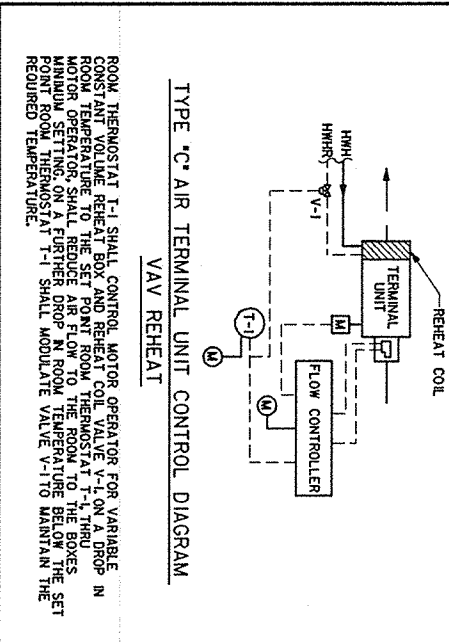 HWH
HWHR
V-1
TERMINAL
UNIT
REHEAT COIL
M
T-1
M
FLOW CONTROLLER
M
TYPE "C" AIR TERMINAL UNIT CONTROL DIAGRAM
VAV REHEAT
ROOM THERMOSTAT T-1 SHALL CONTROL MOTOR OPERATOR FOR VARIABLE
CONSTANT VOLUME REHEAT BOX AND REHEAT COIL VALVE V-1. ON A DROP IN
ROOM TEMPERATURE TO THE SET POINT ROOM THERMOSTAT T-1, THRU
MOTOR OPERATOR, SHALL REDUCE AIR FLOW TO THE ROOM TO THE BOXES
MINIMUM SETTING. ON A FURTHER DROP IN ROOM TEMPERATURE BELOW THE SET
POINT ROOM THERMOSTAT T-1 SHALL MODULATE VALVE V-1 TO MAINTAIN THE
REQUIRED TEMPERATURE.